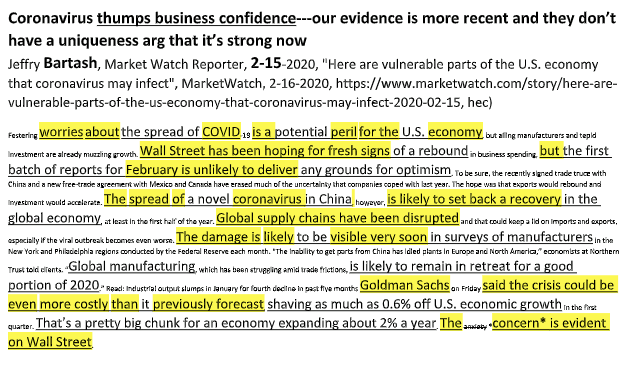 Coronavirus thumps business confidence---our evidence is more recent and they don't
have a uniqueness arg that it's strong now
Jeffry Bartash, Market Watch Reporter, 2-15-2020, "Here are vulnerable parts of the U.S. economy
that coronavirus may infect", MarketWatch, 2-16-2020, https://www.marketwatch.com/story/here-are-
vulnerable-parts-of-the-us-economy-that-coronavirus-may-infect-2020-02-15, hec)
Festering worries about the spread of COVID-19 is a potential peril for the U.S. economy, but ailing manufacturers and tepid
investment are already muzzling growth. Wall Street has been hoping for fresh signs of a rebound in business spending, but the first
batch of reports for February is unlikely to deliver any grounds for optimism. To be sure, the recently signed trade truce with
China and a new free-trade agreement with Mexico and Canada have erased much of the uncertainty that companies coped with last year. The hope was that exports would rebound and
investment would accelerate. The spread of a novel coronavirus in China, however, is likely to set back a recovery in the
global economy, at least in the first half of the year. Global supply chains have been disrupted and that could keep a lid on imports and exports,
especially if the viral outbreak becomes even worse. The damage is likely to be visible very soon in surveys of manufacturers in the
New York and Philadelphia regions conducted by the Federal Reserve each month. "The inability to get parts from China has idled plants in Europe and North America," economists at Northern
Trust told clients. "Global manufacturing, which has been struggling amid trade frictions, is likely to remain in retreat for a good
portion of 2020." Read: Industrial output slumps in January for fourth decline in past five months Goldman Sachs on Friday said the crisis could be
even more costly than it previously forecast, shaving as much as 0.6% off U.S. economic growth in the first
quarter. That's a pretty big chunk for an economy expanding about 2% a year. The anxiety *concern* is evident
on Wall Street.